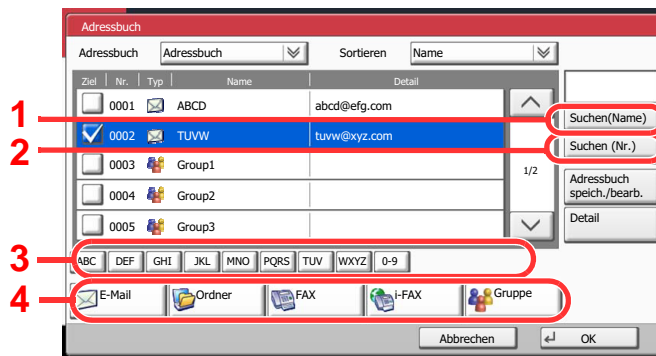 Adressbuch
Adressbuch Adressbuch Sortieren Name
Ziel Nr. Typ Name Detail
0001 ABCD abcd@efg.com
1 Suchen(Name)
0002 TUVW tuvw@xyz.com
2 Suchen (Nr.)
0003 Group1 1/2
Adressbuch
speich./bearb.
0004 Group2
0005 Group3 Detail
3 ABC DEF GHI JKL MNO PQRS TUV WXYZ 0-9
4 E-Mail Ordner FAX i-FAX Gruppe
Abbrechen OK